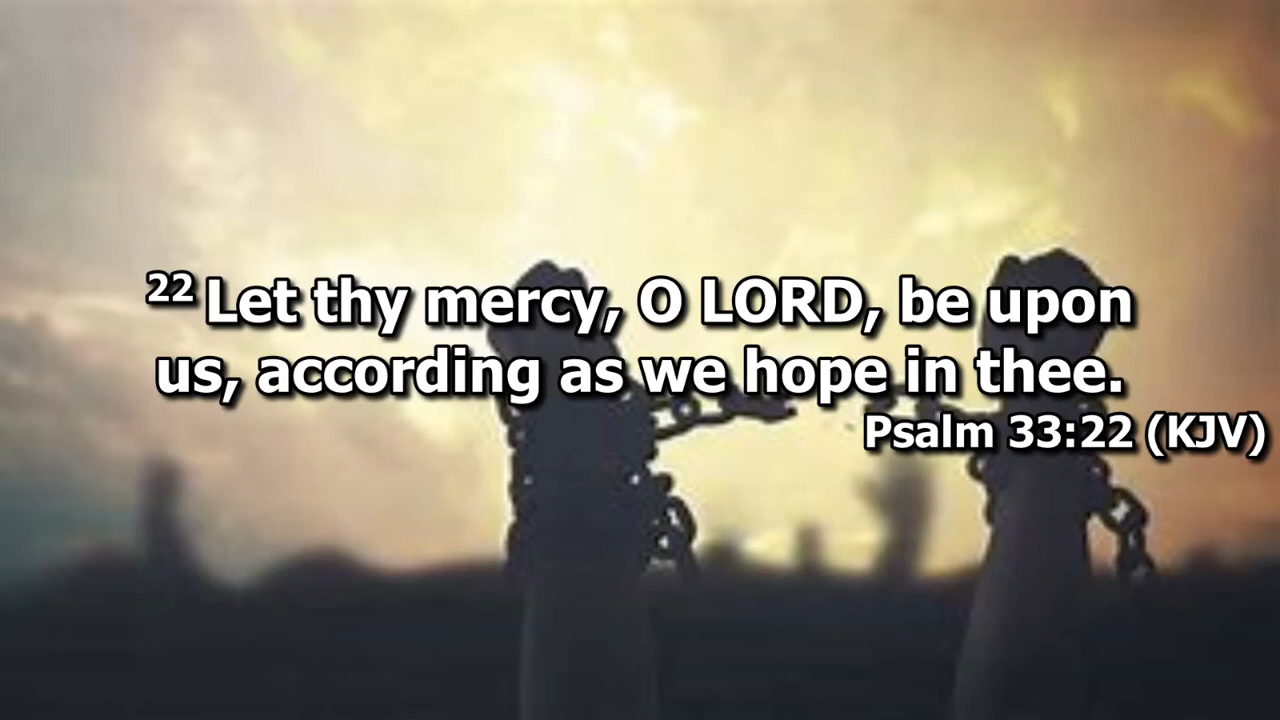 22 Let thy mercy, O LORD, be upon
us, according as we hope in thee.
Psalm 33:22 (KJV)